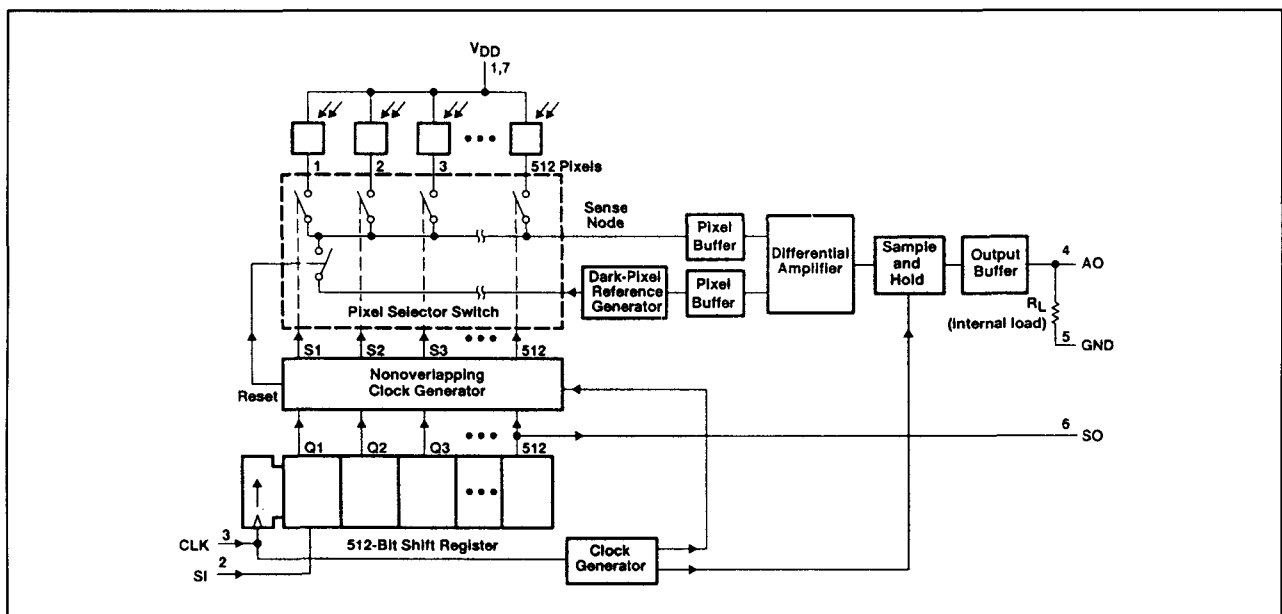 VDD
1,7
1
2
3
512 Pixels
Sense
Node
Pixel
Buffer
Differential
Amplifier
Sample
and
Hold
Output
Buffer
4
AO
Dark-Pixel
Reference
Generator
Pixel
Buffer
RL
(internal load)
5
GND
Pixel Selector Switch
S1
S2
S3
512
Reset
Nonoverlapping
Clock Generator
6
SO
Q1
Q2
Q3
512
CLK
3
512-Bit Shift Register
Clock
Generator
2
SI